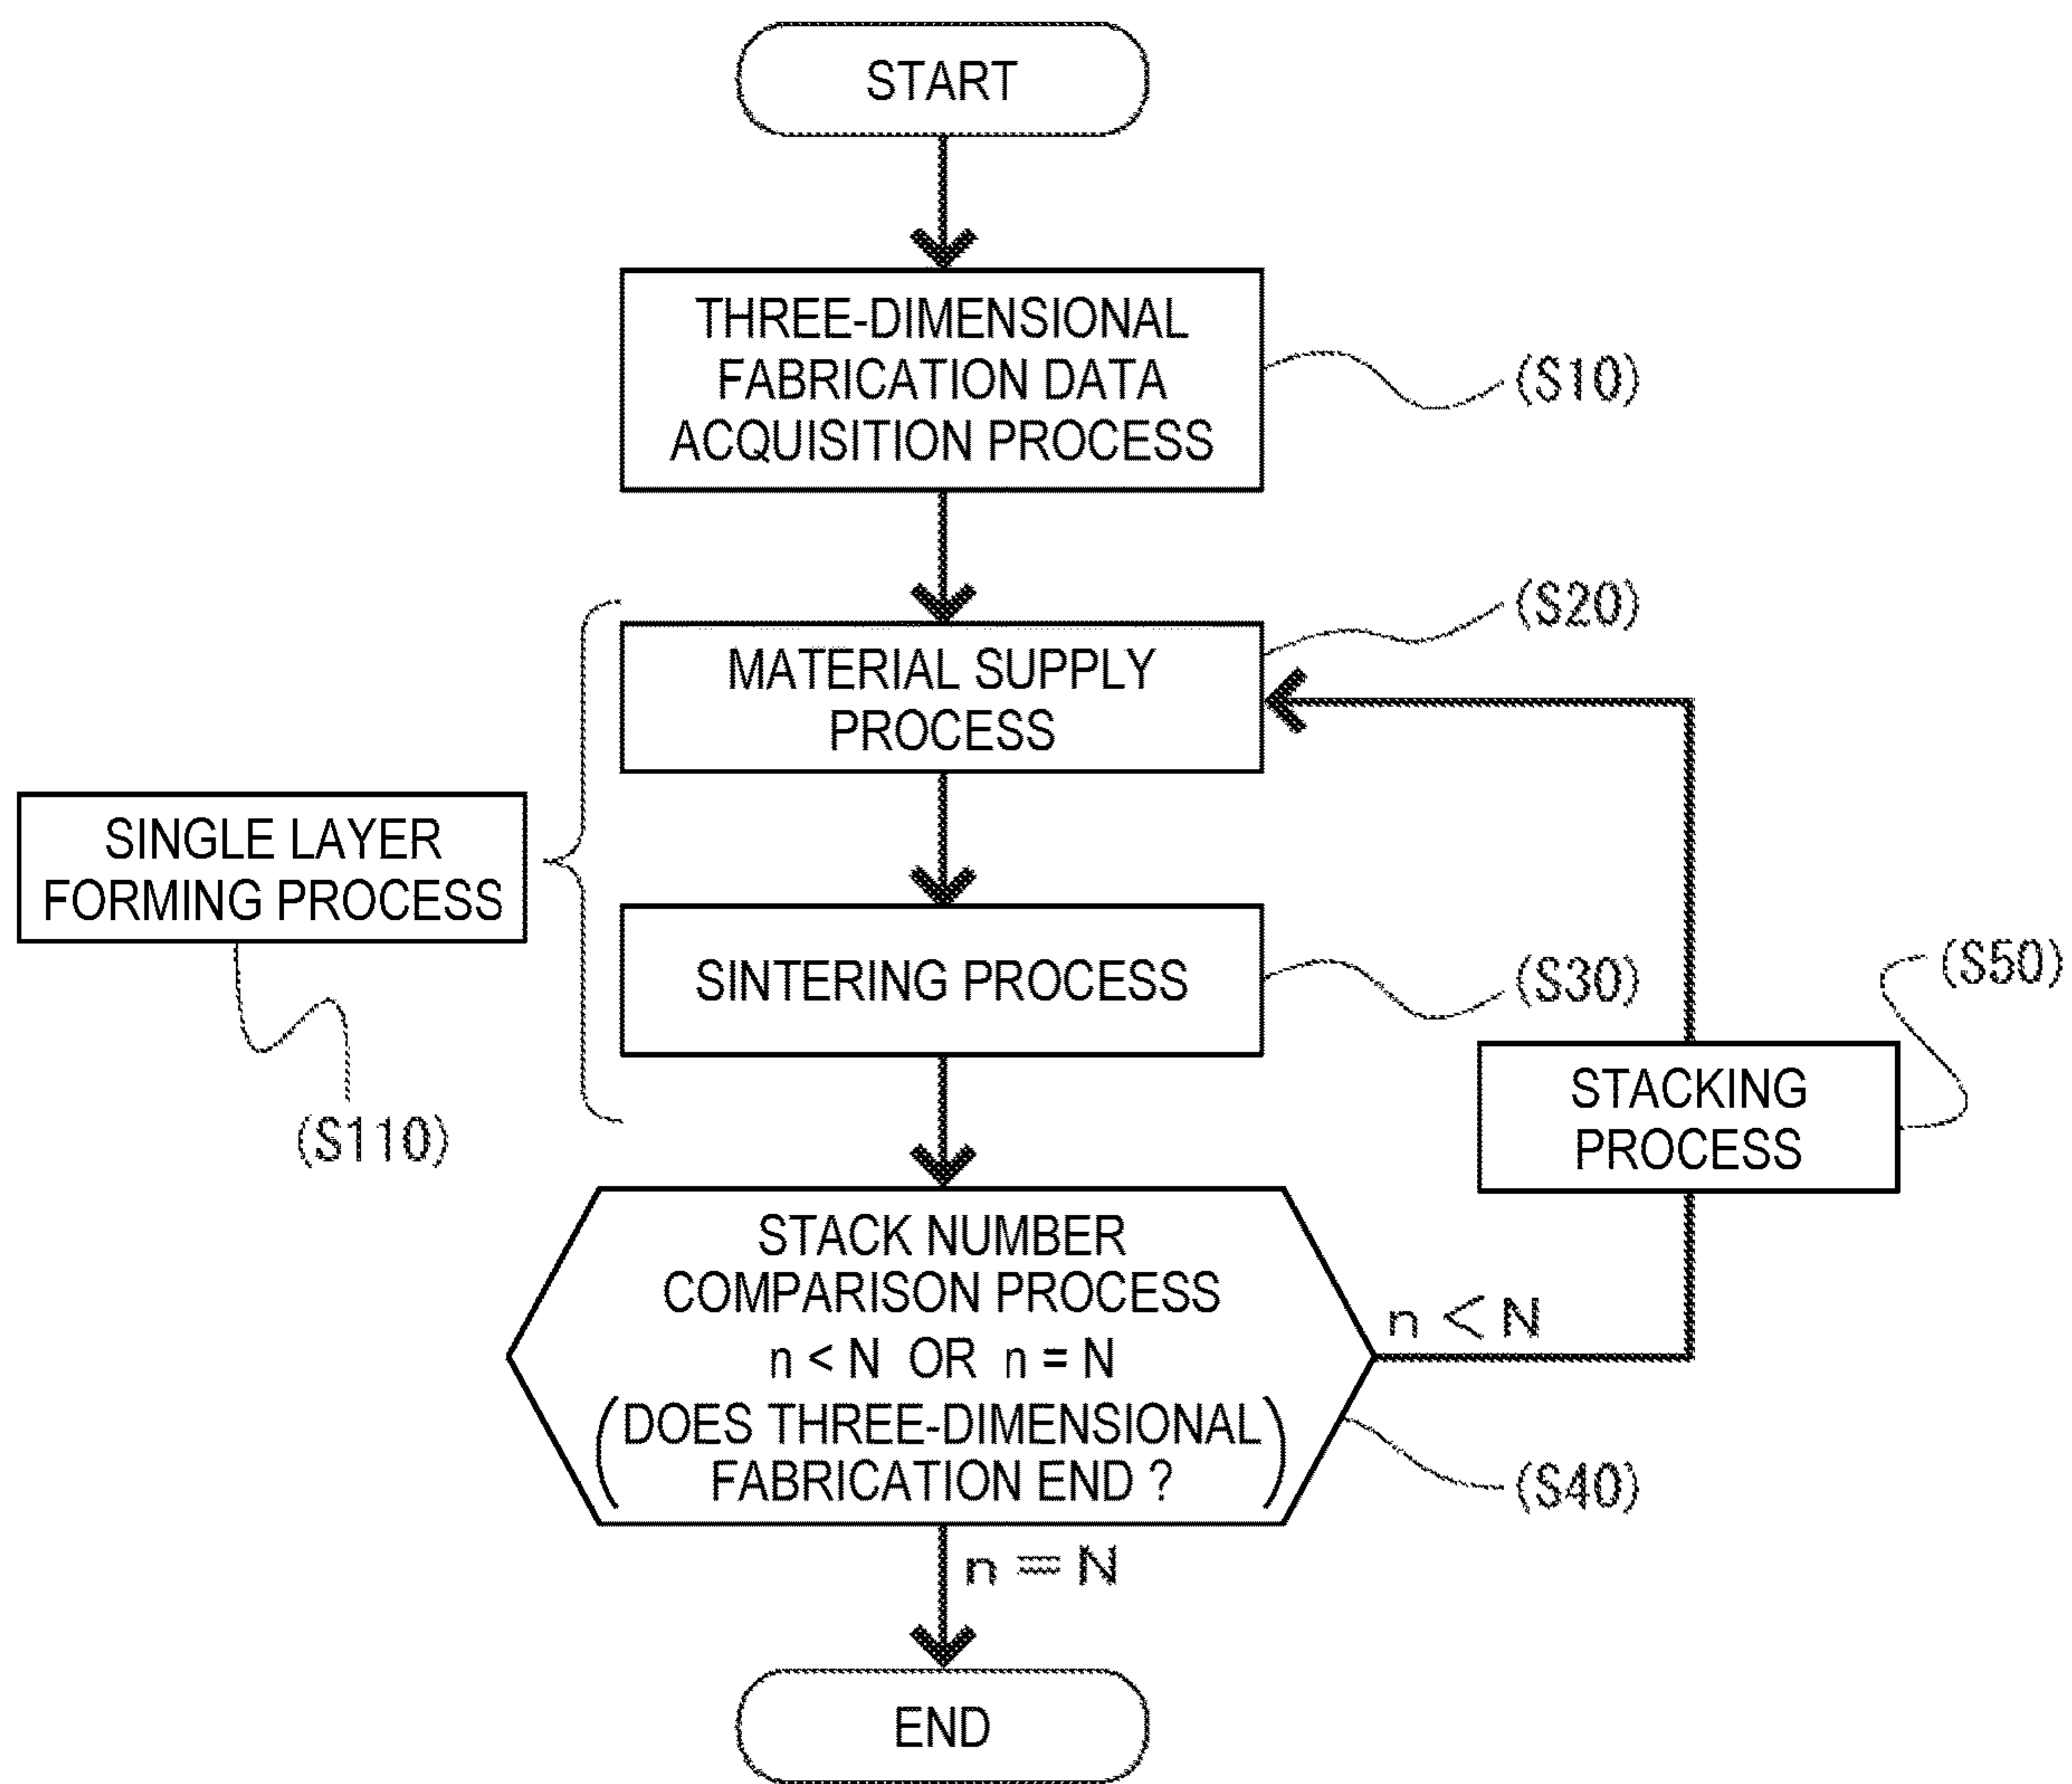 START
THREE-DIMENSIONAL
FABRICATION DATA
ACQUISITION PROCESS
(S10)
(S20)
MATERIAL SUPPLY
PROCESS
SINGLE LAYER
FORMING PROCESS
(S110)
SINTERING PROCESS
(S30)
(S50)
STACKING
PROCESS
STACK NUMBER
COMPARISON PROCESS
n < N OR n = N
(DOES THREE-DIMENSIONAL
FABRICATION END ?)
n < N
(S40)
n = N
END